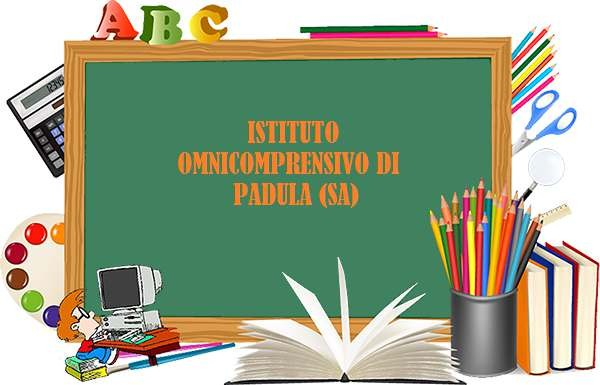 ABC
ISTITUTO
OMNICOMPRENSIVO DI
PADULA (SA)